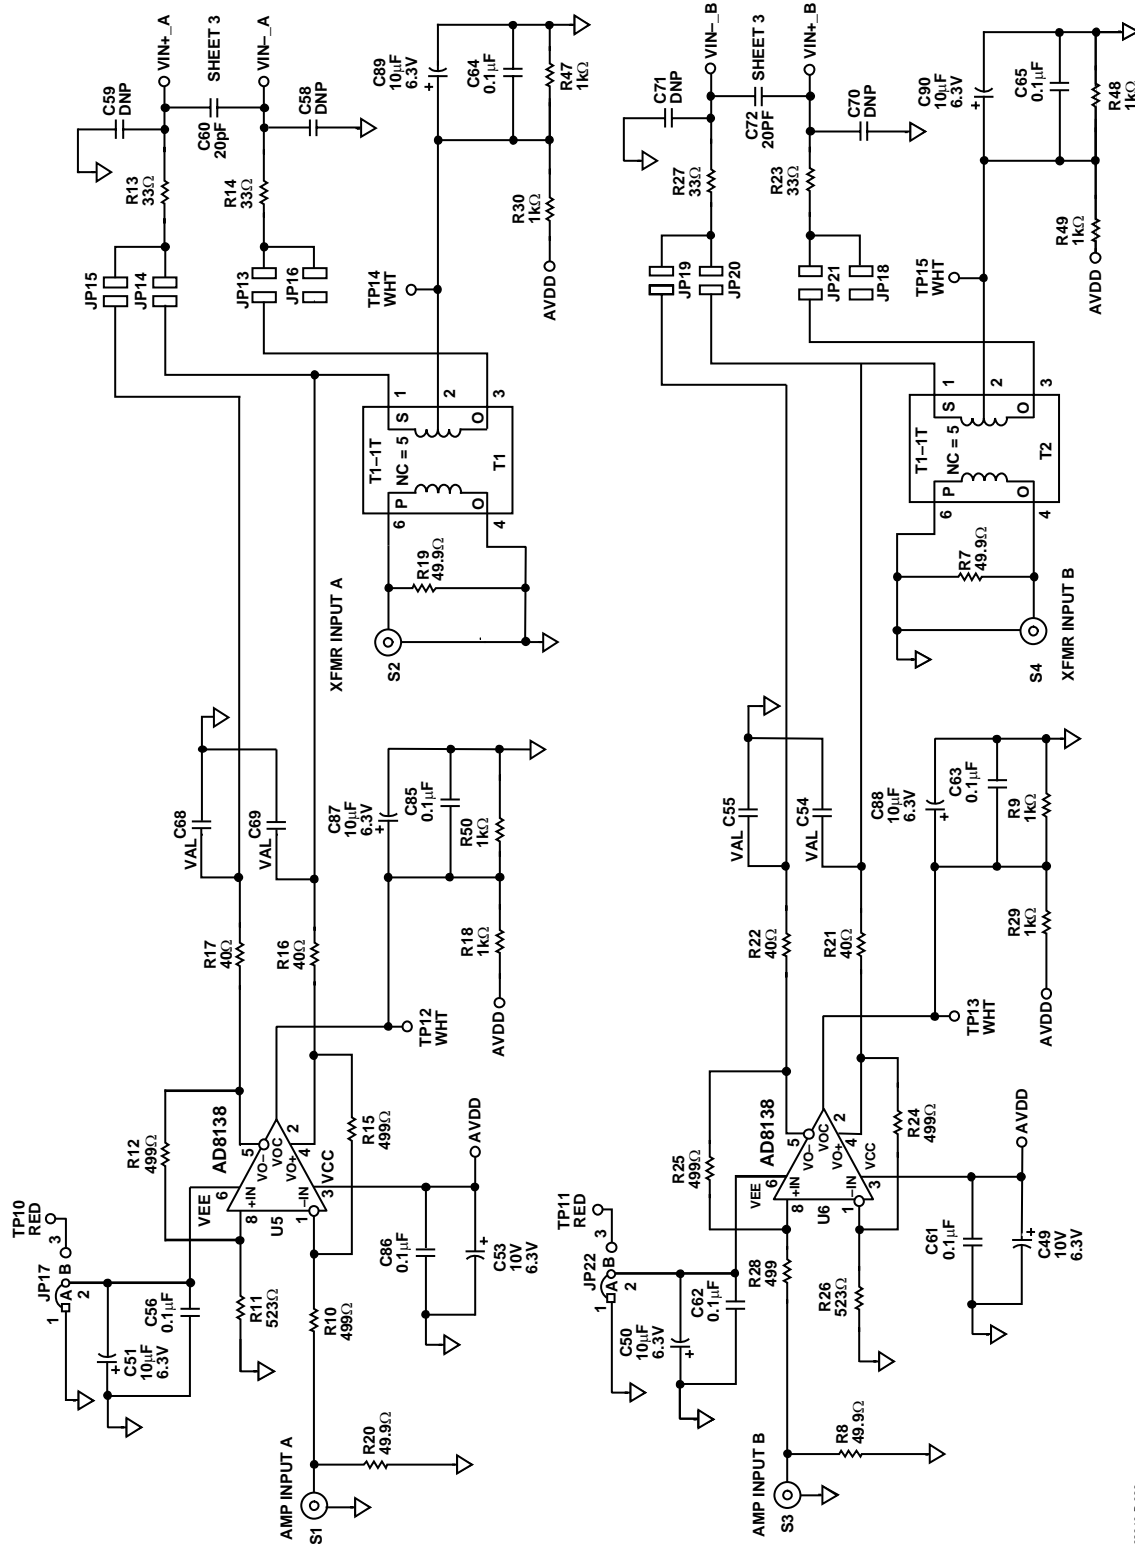 AMP INPUT A
S1
R20
49.9Ω
TP10
RED
JP17
1
A
B
3
2
C51
10µF
6.3V
+
C56
0.1µF
R11
523Ω
R10
499Ω
R12
499Ω
AD8138
VEE
6
8
+IN
5
VO–
VOC
2
VO+
4
–IN
1
U5
3
VCC
R15
499Ω
C86
0.1µF
C53
10V
6.3V
+
AVDD
TP12
WHT
R17
40Ω
R16
40Ω
C68
VAL
C69
VAL
C87
10µF
6.3V
+
C85
0.1µF
R50
1kΩ
R18
1kΩ
AVDD
XFMR INPUT A
S2
R19
49.9Ω
T1–1T
NC = 5
6
P
S
1
2
4
O
O
3
T1
JP15
JP14
JP13
JP16
R13
33Ω
R14
33Ω
C59
DNP
C60
20pF
C58
DNP
VIN+_A
SHEET 3
VIN–_A
TP14
WHT
C89
10µF
6.3V
+
C64
0.1µF
R47
1kΩ
R30
1kΩ
AVDD
AMP INPUT B
S3
R8
49.9Ω
TP11
RED
JP22
1
A
B
3
2
C50
10µF
6.3V
+
C62
0.1µF
R28
499
R26
523Ω
R25
499Ω
AD8138
VEE
6
8
+IN
5
VO–
VOC
2
VO+
4
–IN
1
U6
3
VCC
R24
499Ω
C61
0.1µF
C49
10V
6.3V
+
AVDD
TP13
WHT
R22
40Ω
R21
40Ω
C55
VAL
C54
VAL
C88
10µF
6.3V
+
C63
0.1µF
R9
1kΩ
R29
1kΩ
AVDD
XFMR INPUT B
S4
R7
49.9Ω
T1–1T
NC = 5
6
P
S
1
2
4
O
O
3
T2
JP19
JP20
JP21
JP18
R27
33Ω
R23
33Ω
C71
DNP
C72
20PF
C70
DNP
VIN–_B
SHEET 3
VIN+_B
TP15
WHT
C90
10µF
6.3V
+
C65
0.1µF
R48
1kΩ
R49
1kΩ
AVDD